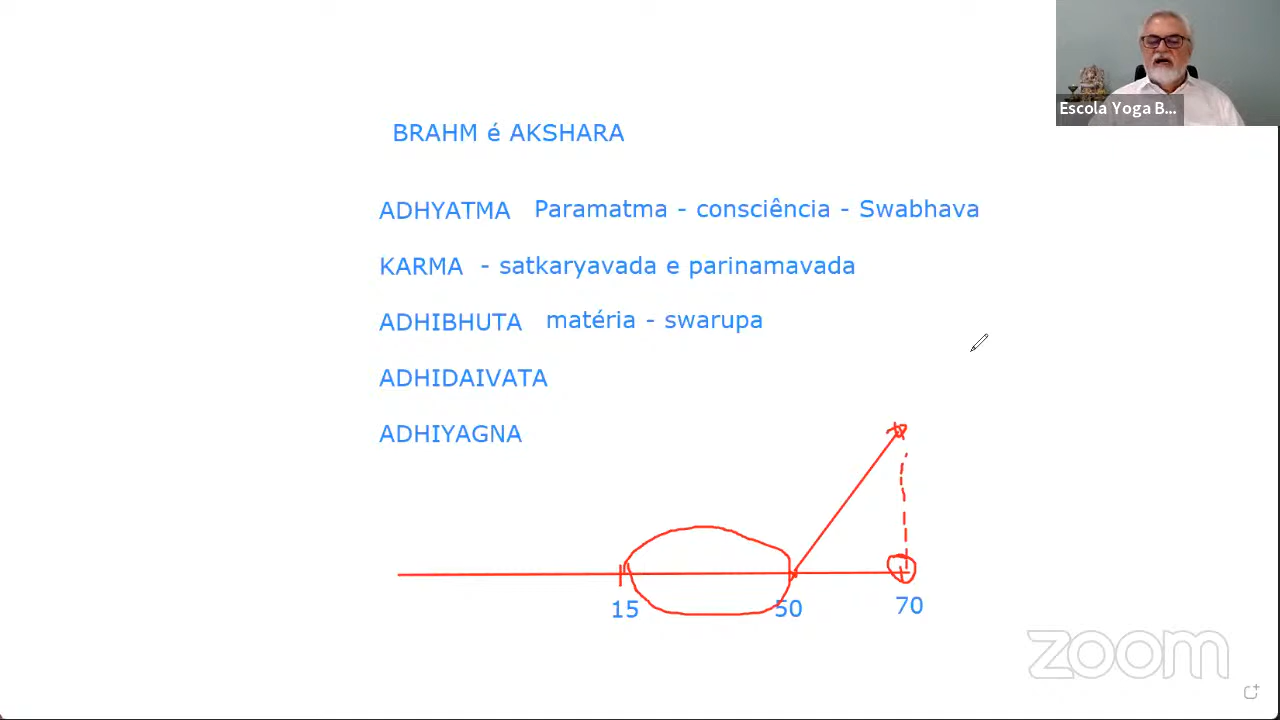 Escola Yoga B...
BRAHM é AKSHARA
ADHYATMA Paramatma - consciência - Swabhava
KARMA - satkaryavada e parinamavada
ADHIBHUTA matéria - swarupa
ADHIDAIVATA
ADHIYAGNA
15 50 70
zoom